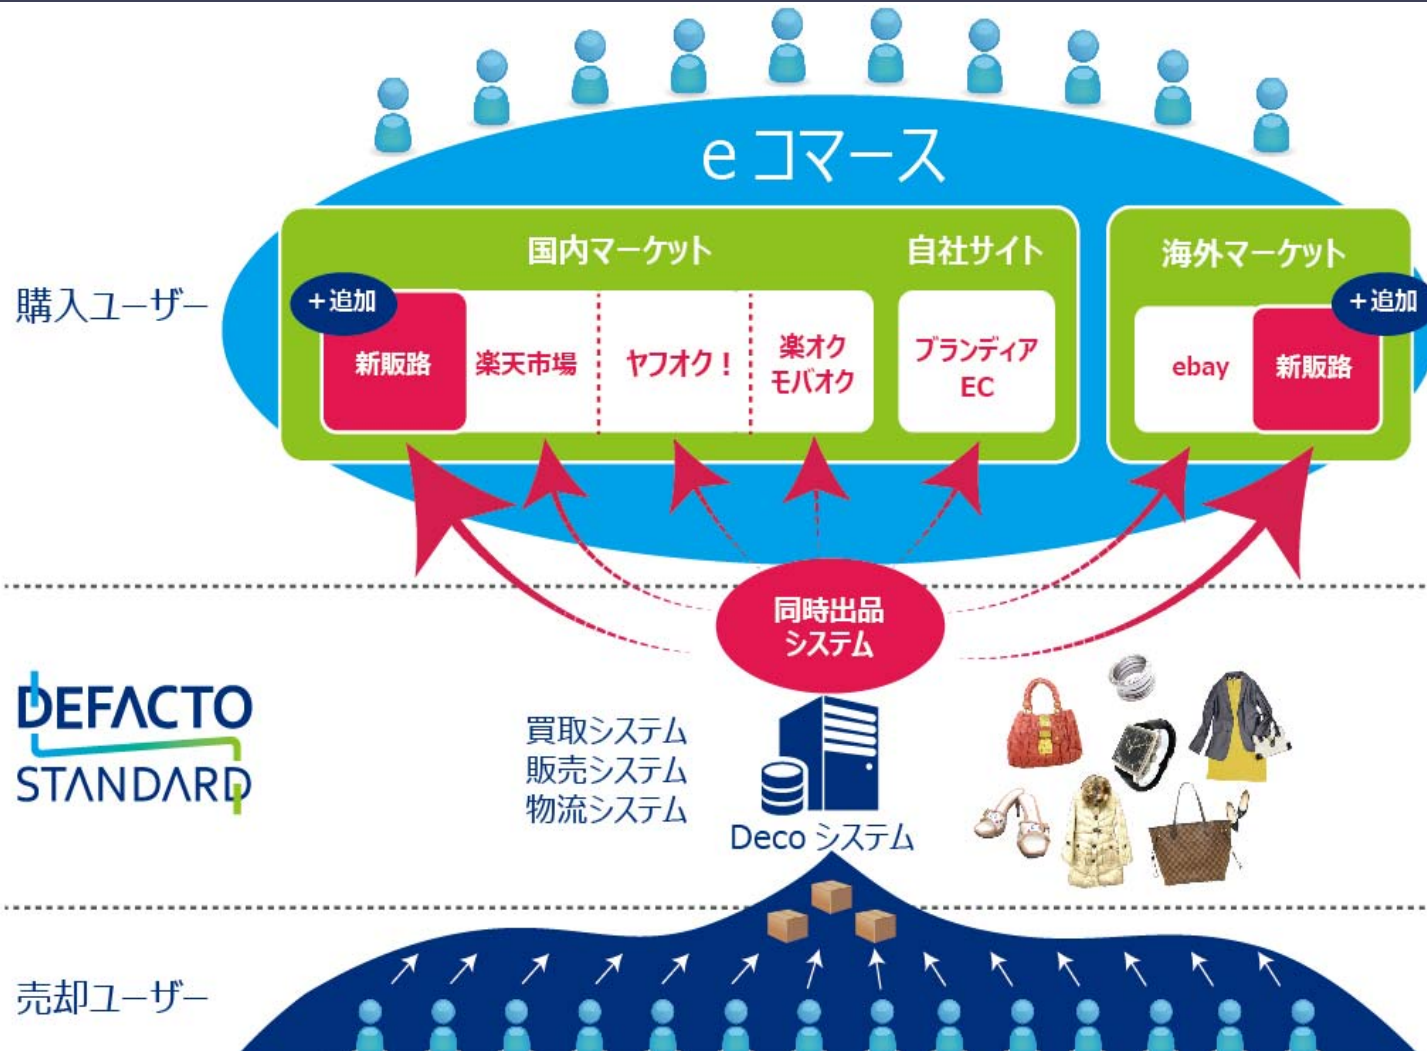 eコマース
国内マーケット
自社サイト
海外マーケット
購入ユーザー
+追加
+追加
新販路
楽天市場
ヤフオク!
楽オク
モバオク
ブランディア
EC
ebay
新販路
同時出品
システム
DEFACTO
STANDARD
買取システム
販売システム
物流システム
Deco システム
売却ユーザー